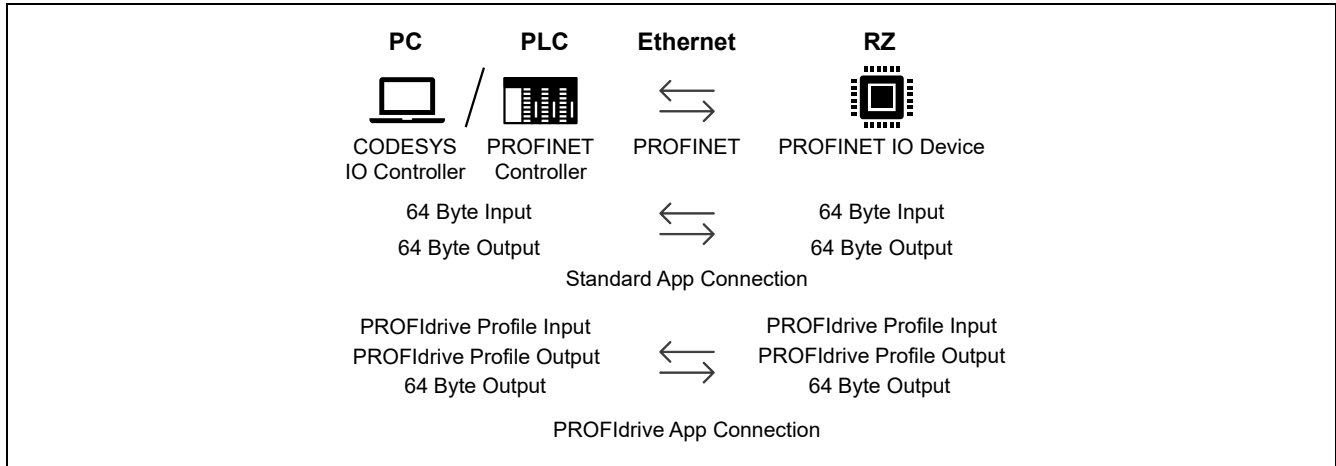 PC PLC Ethernet RZ
CODESYS PROFINET PROFINET PROFINET IO Device
IO Controller Controller
64 Byte Input 64 Byte Input
64 Byte Output 64 Byte Output
Standard App Connection
PROFIdrive Profile Input PROFIdrive Profile Input
PROFIdrive Profile Output PROFIdrive Profile Output
64 Byte Output 64 Byte Output
PROFIdrive App Connection